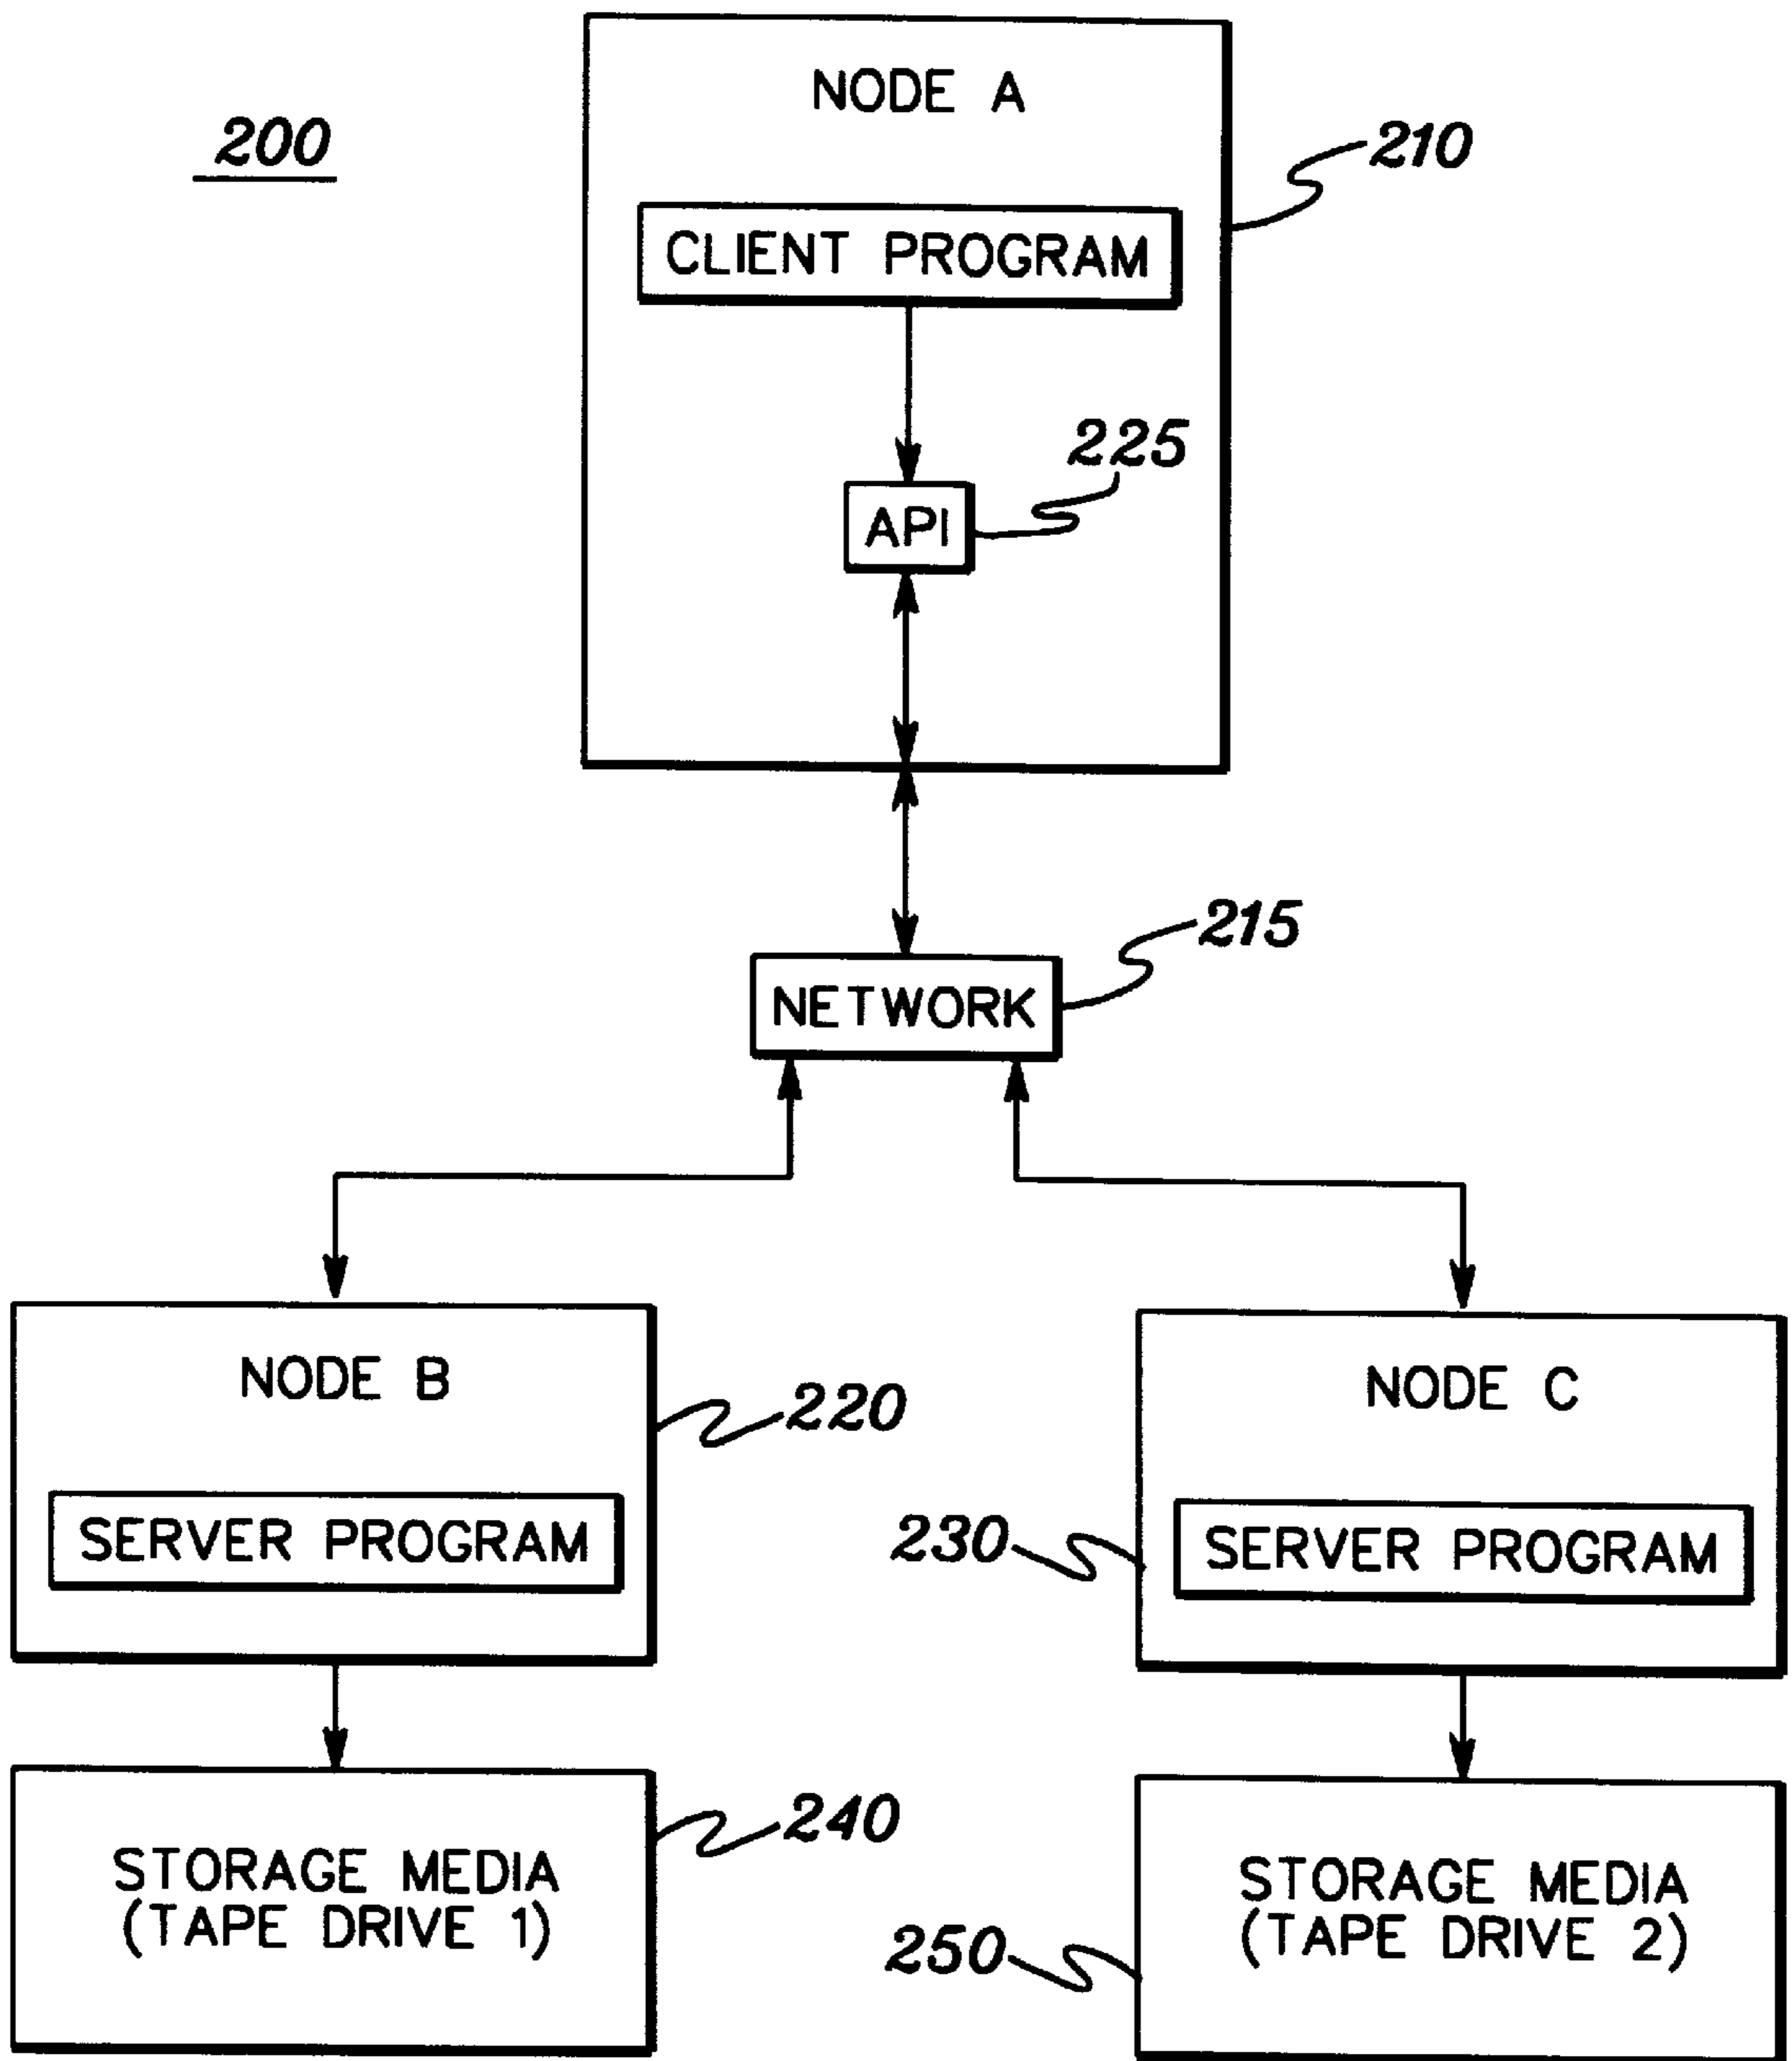 NODE A
200
210
CLIENT PROGRAM
225
API
215
NETWORK
NODE B
NODE C
220
SERVER PROGRAM
230
SERVER PROGRAM
240
STORAGE MEDIA
(TAPE DRIVE 1)
STORAGE MEDIA
(TAPE DRIVE 2)
250